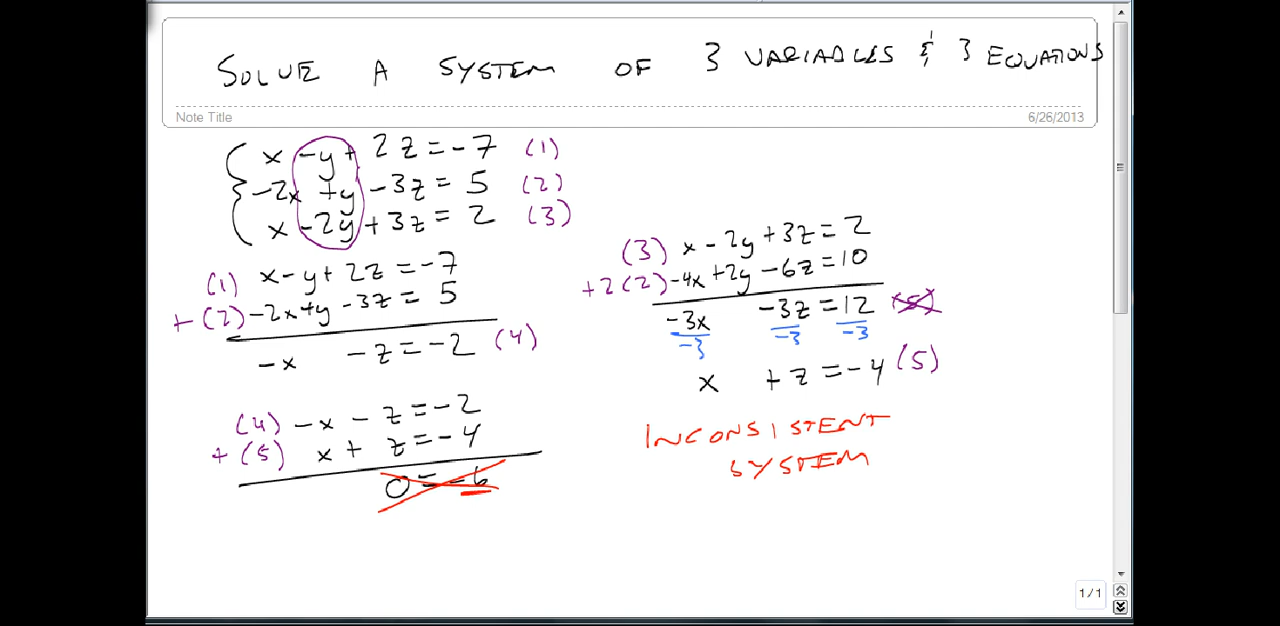 SOLVE A SYSTEM OF 3 VARIABLES & 3 EQUATIONS
Note Title
6/26/2013
x - y + 2z = -7 (1)
-2x + y - 3z = 5 (2)
x - 2y + 3z = 2 (3)
(1) x - y + 2z = -7
+ (2) -2x + y - 3z = 5
-x - z = -2 (4)
(4) -x - z = -2
+ (5) x + z = -4
0 = -6
(3) x - 2y + 3z = 2
+2(2) -4x + 2y - 6z = 10
-3x - 3z = 12 (5)
-3 -3 -3
x + z = -4 (5)
INCONSISTENT
SYSTEM
1/1